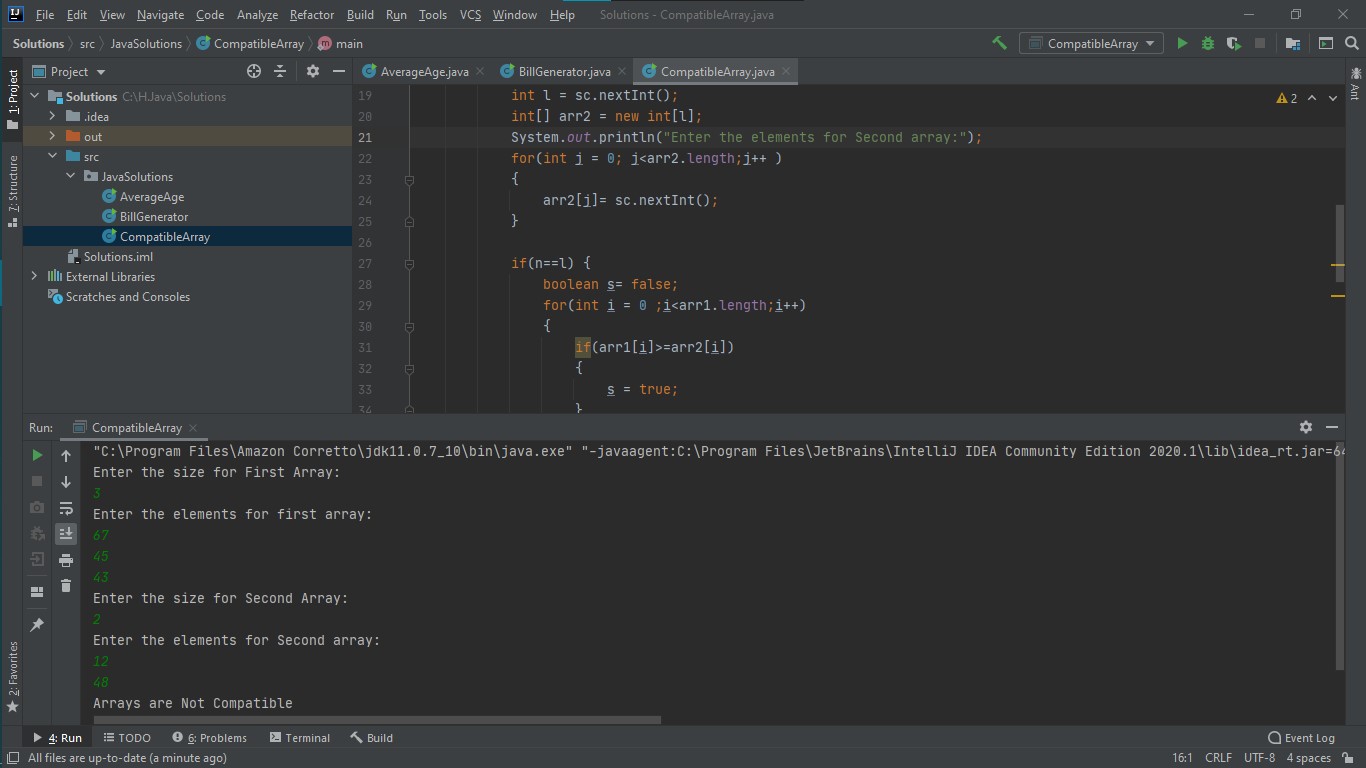 File Edit View Navigate Code Analyze Refactor Build Run Tools VCS Window Help Solutions - CompatibleArray.java
Solutions src JavaSolutions CompatibleArray main CompatibleArray
Project AverageAge.java BillGenerator.java CompatibleArray.java
1: Project
7: Structure
2: Favorites
Ant
Solutions C:\H.Java\Solutions
.idea
out
src
JavaSolutions
AverageAge
BillGenerator
CompatibleArray
Solutions.iml
External Libraries
Scratches and Consoles
2
19 int l = sc.nextInt();
20 int[] arr2 = new int[l];
21 System.out.println("Enter the elements for Second array:");
22 for(int j = 0; j<arr2.length;j++ )
23 {
24 arr2[j]= sc.nextInt();
25 }
26
27 if(n==l) {
28 boolean s= false;
29 for(int i = 0 ;i<arr1.length;i++)
30 {
31 if(arr1[i]>=arr2[i])
32 {
33 s = true;
34 }
Run: CompatibleArray
"C:\Program Files\Amazon Corretto\jdk11.0.7_10\bin\java.exe" "-javaagent:C:\Program Files\JetBrains\IntelliJ IDEA Community Edition 2020.1\lib\idea_rt.jar=64
Enter the size for First Array:
3
Enter the elements for first array:
67
45
43
Enter the size for Second Array:
2
Enter the elements for Second array:
12
48
Arrays are Not Compatible
4: Run TODO 6: Problems Terminal Build Event Log
All files are up-to-date (a minute ago) 16:1 CRLF UTF-8 4 spaces